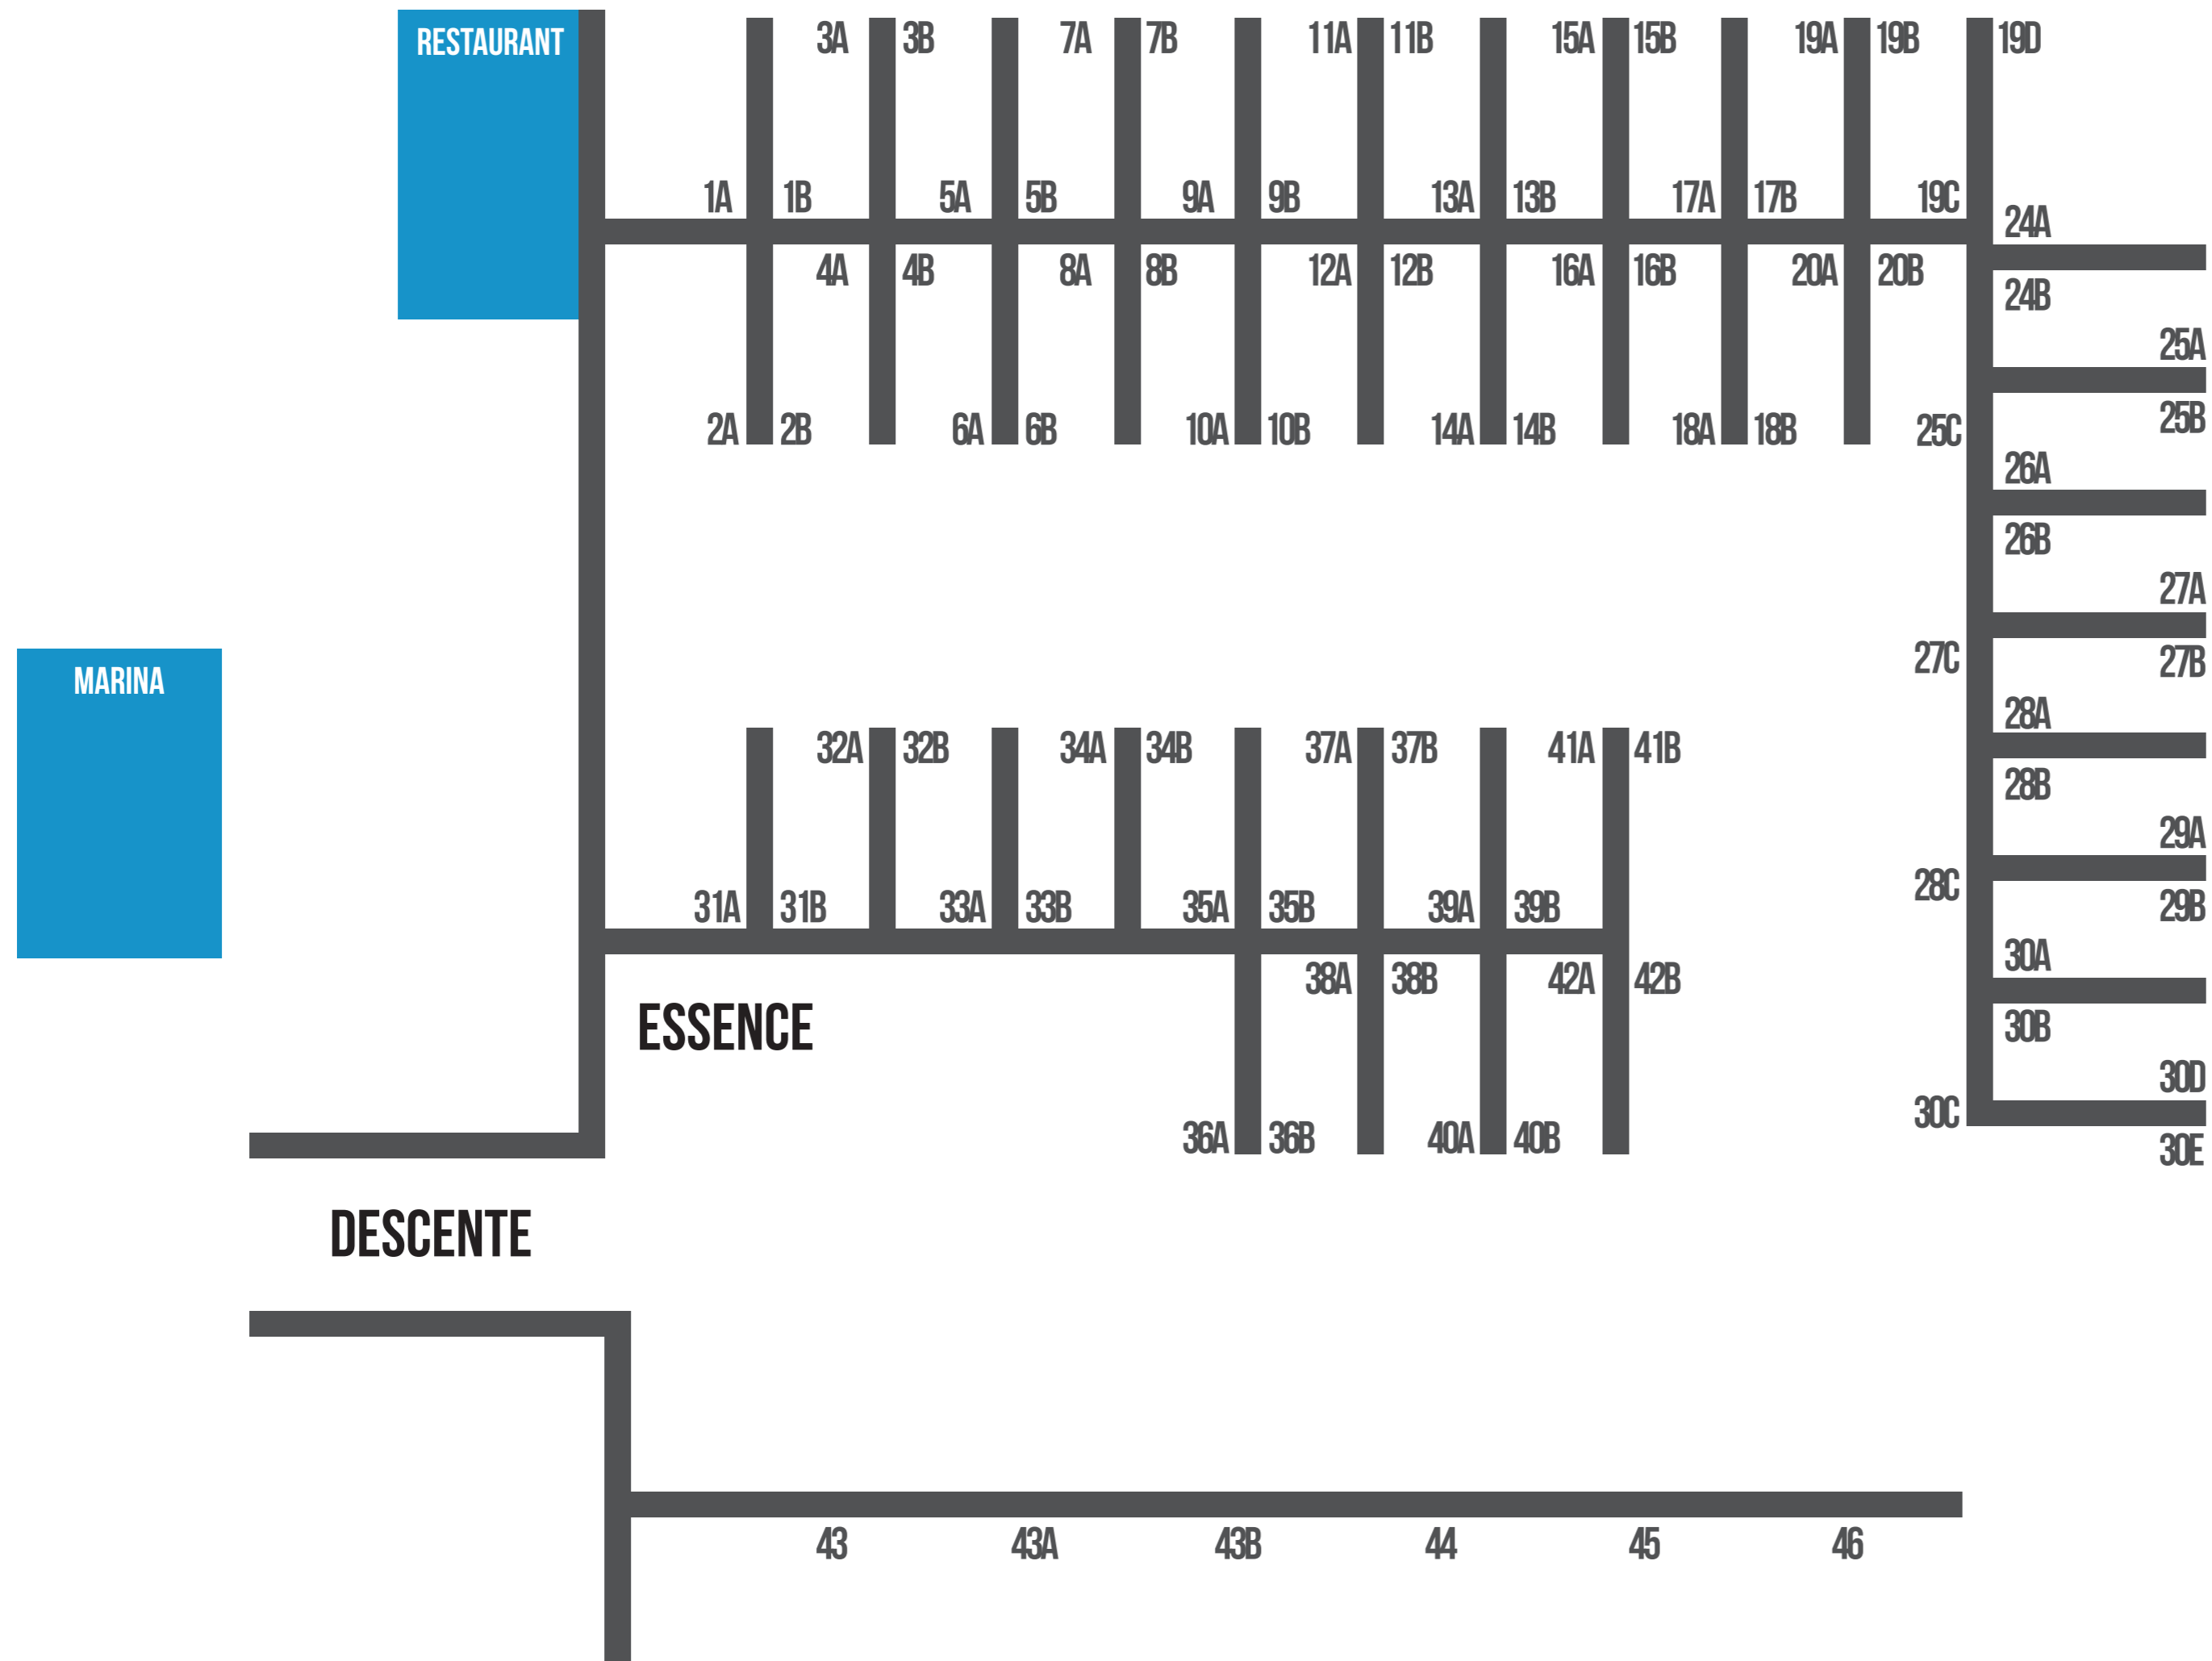 RESTAURANT 3A 3B 7A 7B 11A 11B 15A 15B 19A 19B 19D
1A 1B 5A 5B 9A 9B 13A 13B 17A 17B 19C
24A
4A 4B 8A 8B 12A 12B 16A 16B 20A 20B
24B
25A
2A 2B 6A 6B 10A 10B 14A 14B 18A 18B 25C 25B
26A
26B
27A
27C 27B
MARINA
28A
32A 32B 34A 34B 37A 37B 41A 41B
28B
29A
28C
31A 31B 33A 33B 35A 35B 39A 39B 29B
30A
38A 38B 42A 42B
ESSENCE 30B
30D
30C
36A 36B 40A 40B 30E
DESCENTE
43 43A 43B 44 45 46